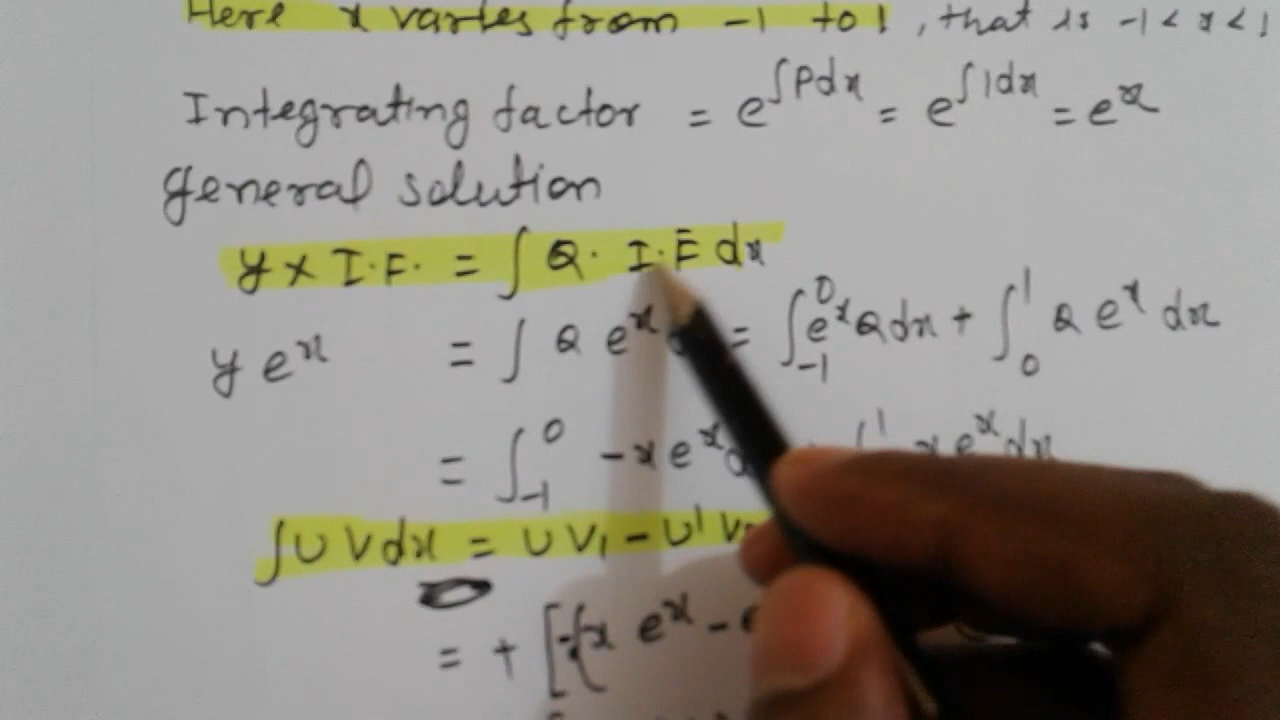 Here x varies from -1 to 1, that is -1 < x < 1
Integrating factor = e^∫Pdx = e^∫1dx = e^x
general solution
y x I.F. = ∫ Q. I.F dx
y e^x = ∫ Q e^x = ∫_-1^0 e^x Q dx + ∫_0^1 Q e^x dx
= ∫_-1^0 -x e^x x e^x dx
∫U V dx = U V₁ - U' V
= + [-{x e^x -